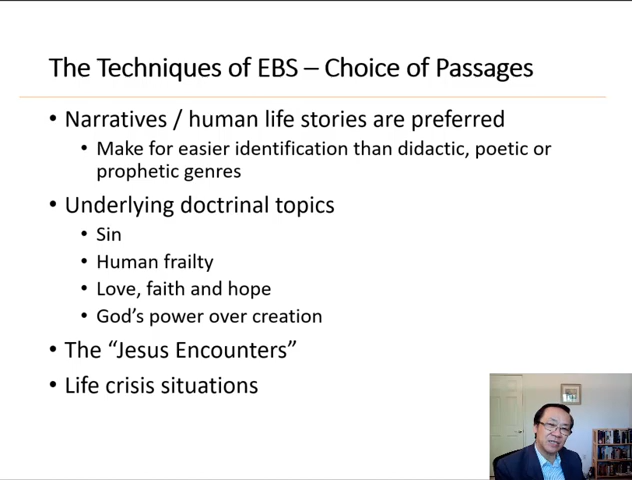 The Techniques of EBS – Choice of Passages
• Narratives / human life stories are preferred
• Make for easier identification than didactic, poetic or
prophetic genres
• Underlying doctrinal topics
• Sin
• Human frailty
• Love, faith and hope
• God's power over creation
• The “Jesus Encounters”
• Life crisis situations